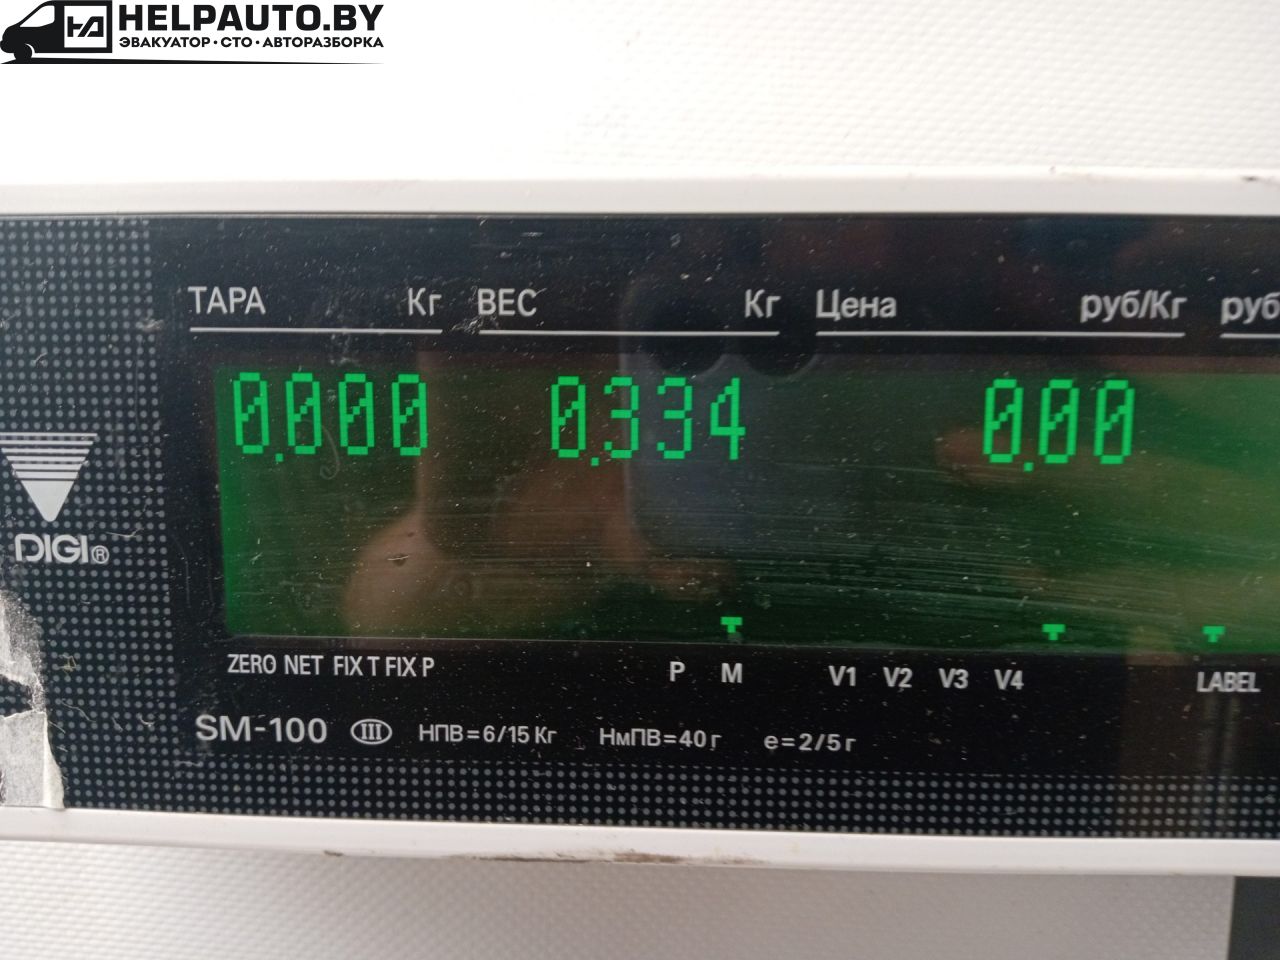 HELPAUTO.BY
ЭВАКУАТОР·СТО·АВТОРАЗБОРКА
ТАРА Кг ВЕС Кг Цена руб/Кг руб
0.000 0.334 0.00
DIGI®
ZERO NET FIX T FIX P P M V1 V2 V3 V4 LABEL
SM-100 III НПВ=6/15 Кг НмПВ=40г e=2/5г